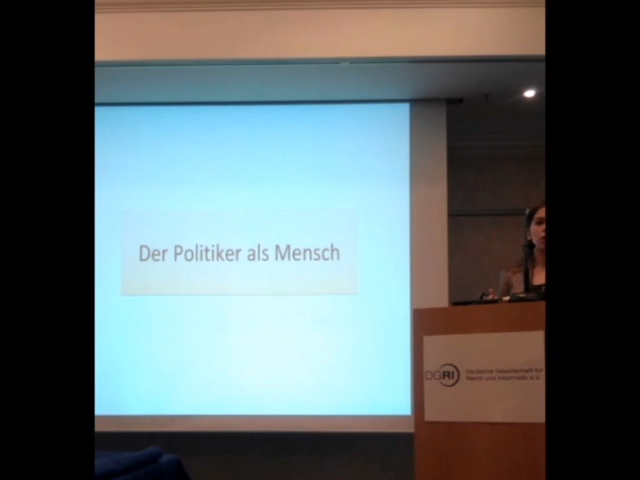 Der Politiker als Mensch
DGRI
Deutsche Gesellschaft für
Recht und Informatik e.V.